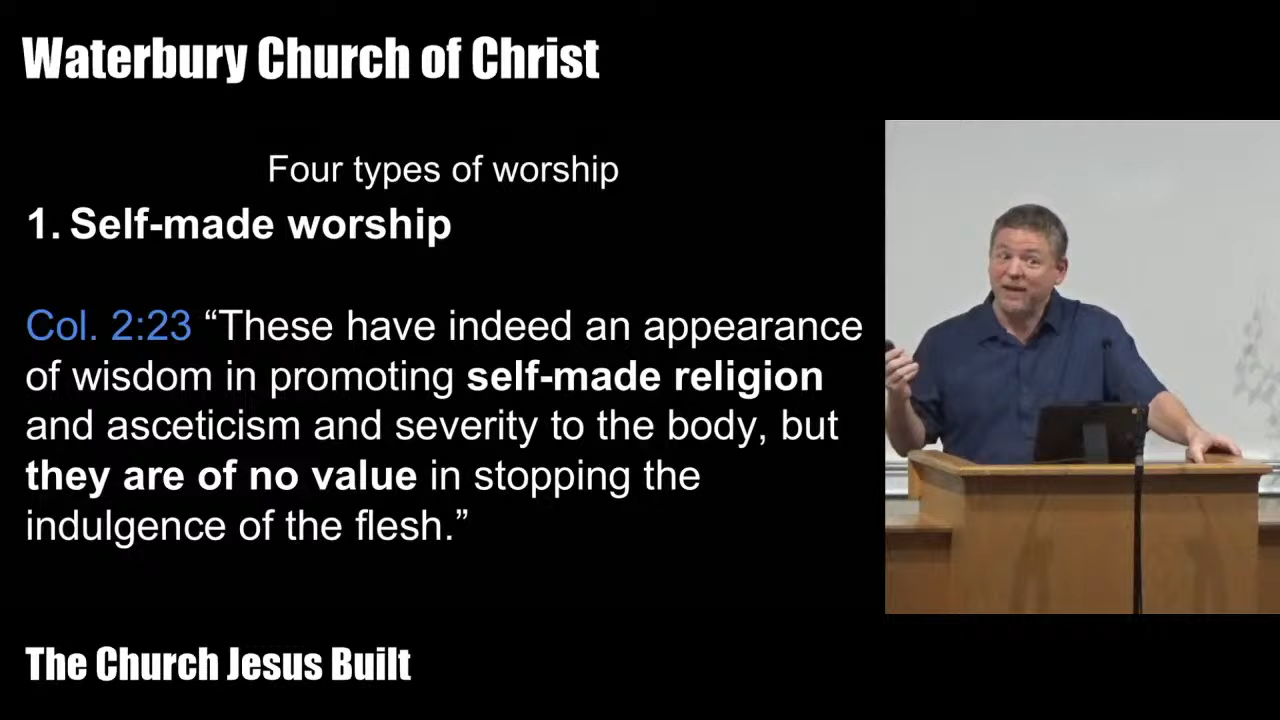 Waterbury Church of Christ
Four types of worship
1. Self-made worship
Col. 2:23 “These have indeed an appearance
of wisdom in promoting self-made religion
and asceticism and severity to the body, but
they are of no value in stopping the
indulgence of the flesh.”
The Church Jesus Built